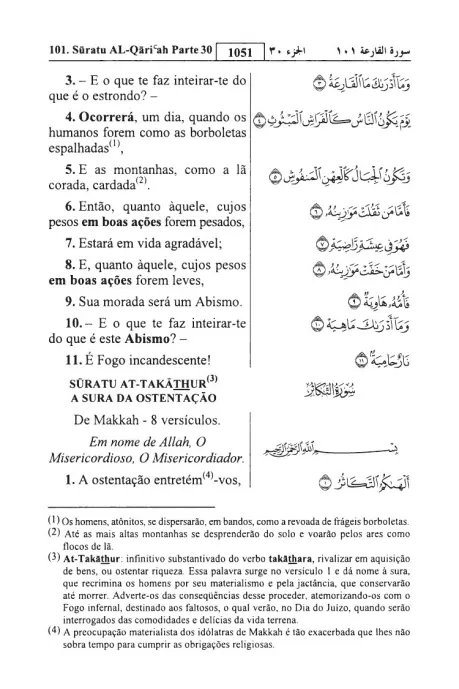 101. Sūratu AL-Qāriᶜah Parte 30
1051
الجزء ٣٠
سورة القارعة ١٠١
3. – E o que te faz inteirar-te do
que é o estrondo? –
4. Ocorrerá, um dia, quando os
humanos forem como as borboletas
espalhadas(1),
5. E as montanhas, como a lã
corada, cardada(2).
6. Então, quanto àquele, cujos
pesos em boas ações forem pesados,
7. Estará em vida agradável;
8. E, quanto àquele, cujos pesos
em boas ações forem leves,
9. Sua morada será um Abismo.
10. – E o que te faz inteirar-te
do que é este Abismo? –
11. É Fogo incandescente!
SŪRATU AT-TAKĀTHUR(3)
A SURA DA OSTENTAÇÃO
De Makkah - 8 versículos.
Em nome de Allah, O
Misericordioso, O Misericordiador.
1. A ostentação entretém(4)-vos,
وَمَآ أَدْرَىٰكَ مَا ٱلْقَارِعَةُ ٣
يَوْمَ يَكُونُ ٱلنَّاسُ كَٱلْفَرَاشِ ٱلْمَبْثُوثِ ٤
وَتَكُونُ ٱلْجِبَالُ كَٱلْعِهْنِ ٱلْمَنفُوشِ ٥
فَأَمَّا مَن ثَقُلَتْ مَوَٰزِينُهُۥ ٦
فَهُوَ فِى عِيشَةٍ رَّاضِيَةٍ ٧
وَأَمَّا مَنْ خَفَّتْ مَوَٰزِينُهُۥ ٨
فَأُمُّهُۥ هَاوِيَةٌ ٩
وَمَآ أَدْرَىٰكَ مَا هِيَهْ ١٠
نَارٌ حَامِيَةٌۢ ١١
سُورَةُ التَّكَاثُرِ
بِسْمِ ٱللَّهِ ٱلرَّحْمَٰنِ ٱلرَّحِيمِ
أَلْهَىٰكُمُ ٱلتَّكَاثُرُ ١
(1) Os homens, atônitos, se dispersarão, em bandos, como a revoada de frágeis borboletas.
(2) Até as mais altas montanhas se desprenderão do solo e voarão pelos ares como
flocos de lã.
(3) At-Takāthur: infinitivo substantivado do verbo takāthara, rivalizar em aquisição
de bens, ou ostentar riqueza. Essa palavra surge no versículo 1 e dá nome à sura,
que recrimina os homens por seu materialismo e pela jactância, que conservarão
até morrer. Adverte-os das conseqüências desse proceder, atemorizando-os com o
Fogo infernal, destinado aos faltosos, o qual verão, no Dia do Juízo, quando serão
interrogados das comodidades e delícias da vida terrena.
(4) A preocupação materialista dos idólatras de Makkah é tão exacerbada que lhes não
sobra tempo para cumprir as obrigações religiosas.